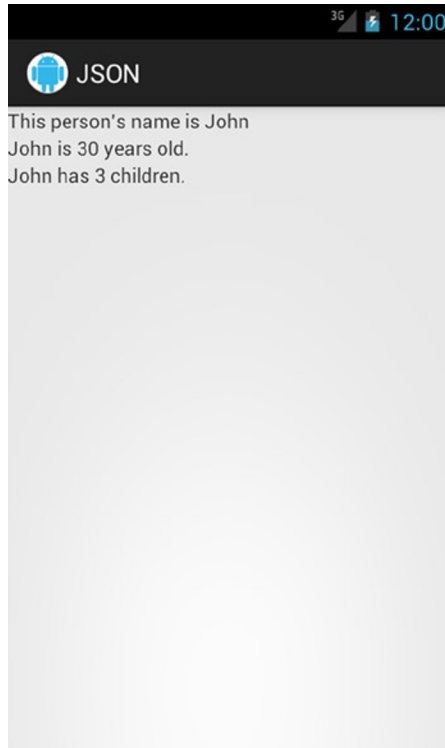 3G 12:00
JSON
This person's name is John
John is 30 years old.
John has 3 children.